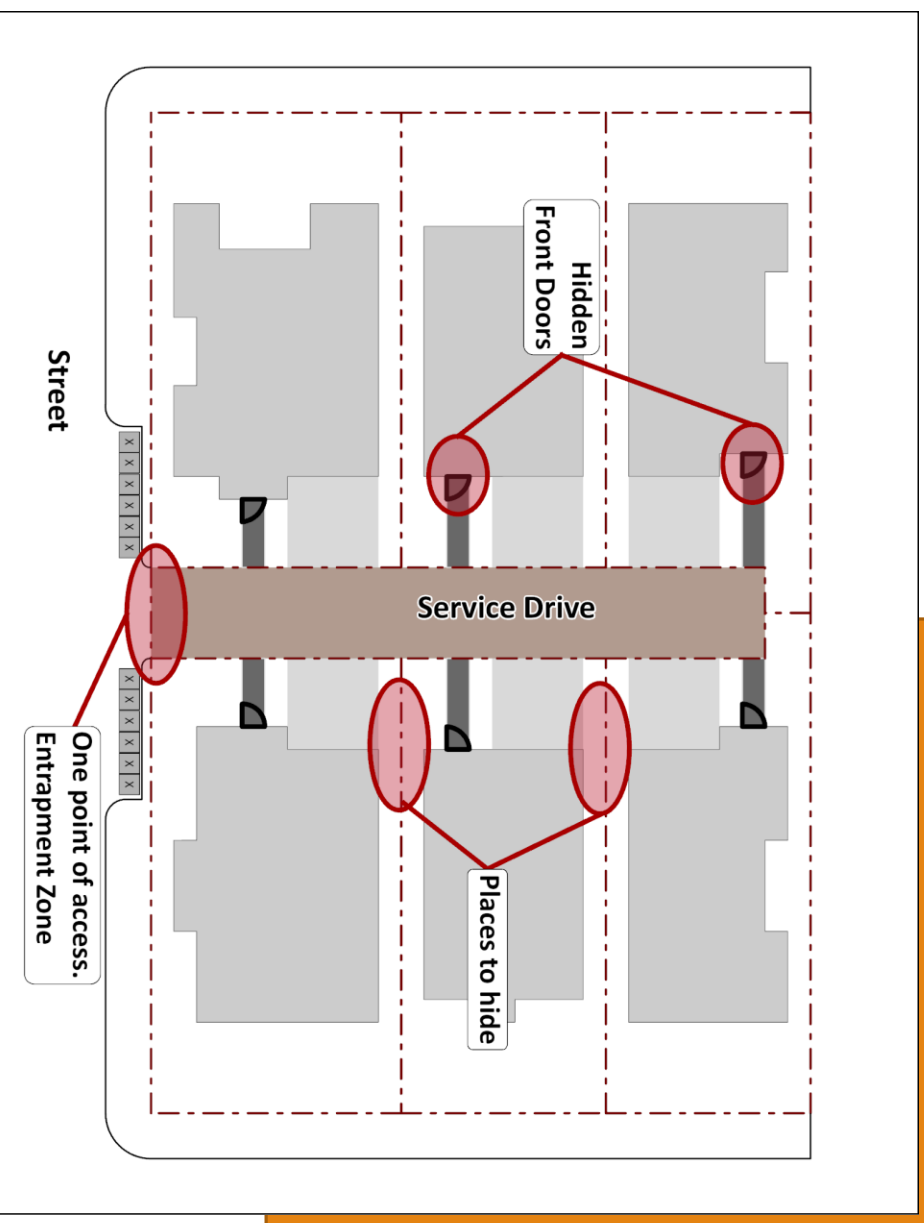 Hidden
Front Doors
Street
X X X X X X
Service Drive
X X X X X X
One point of access.
Entrapment Zone
Places to hide